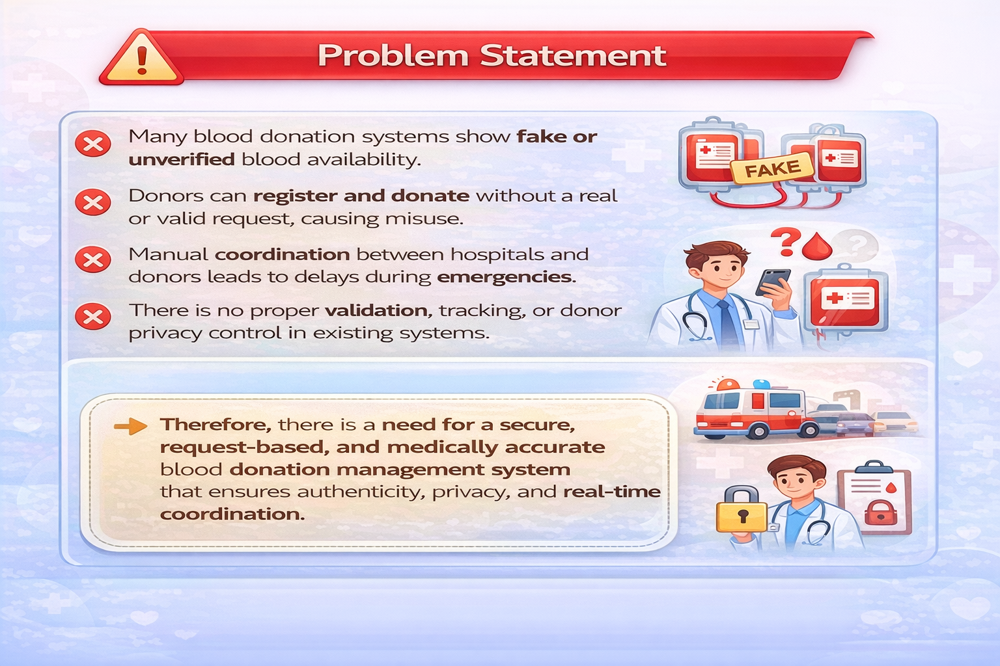 Problem Statement
Many blood donation systems show fake or
unverified blood availability.
FAKE
Donors can register and donate without a real
or valid request, causing misuse.
Manual coordination between hospitals and
donors leads to delays during emergencies.
There is no proper validation, tracking, or donor
privacy control in existing systems.
Therefore, there is a need for a secure,
request-based, and medically accurate
blood donation management system
that ensures authenticity, privacy, and real-time
coordination.